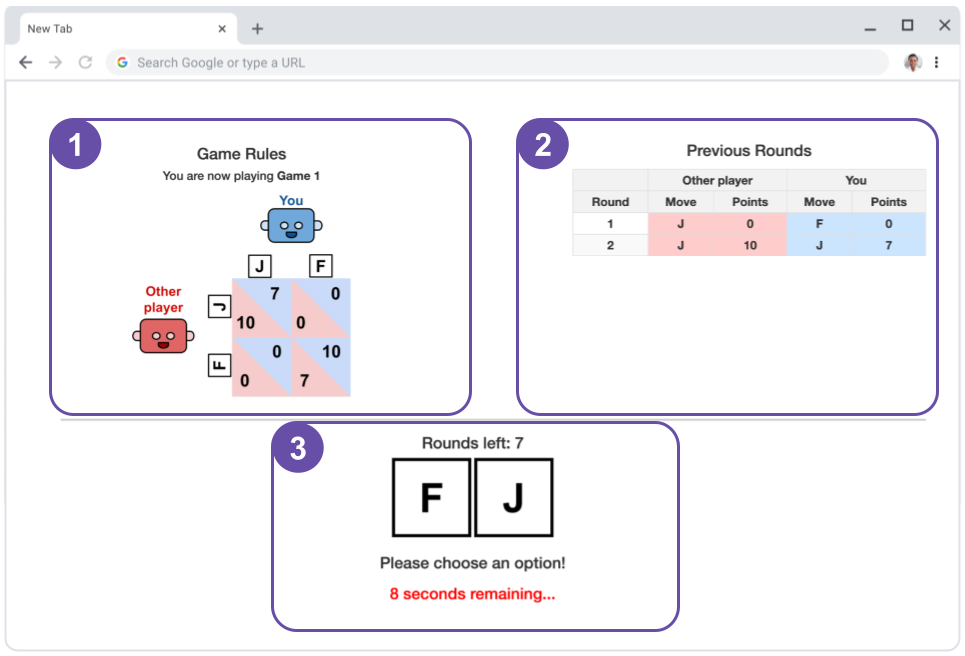 New Tab
Search Google or type a URL
1
Game Rules
You are now playing Game 1
You
J F
Other
player
J
7 0
10 0
F
0 10
0 7
2
Previous Rounds
Other player You
Round Move Points Move Points
1 J 0 F 0
2 J 10 J 7
3
Rounds left: 7
F J
Please choose an option!
8 seconds remaining...